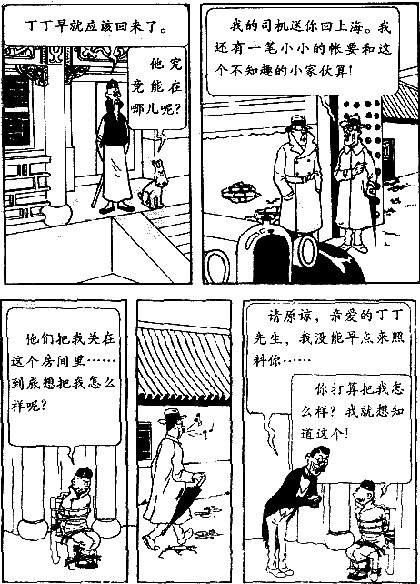 丁丁早就应该回来了。
他究
竟能在
哪儿呢？
我的司机送你回上海。我
还有一笔小小的帐要和这
个不知趣的小家伙算！
他们把我关在
这个房间里……
到底想把我怎么
样呢？
请原谅，亲爱的丁丁
先生，我没能早点来照
料你……
你打算把我怎
么样？我就想知
道这个！